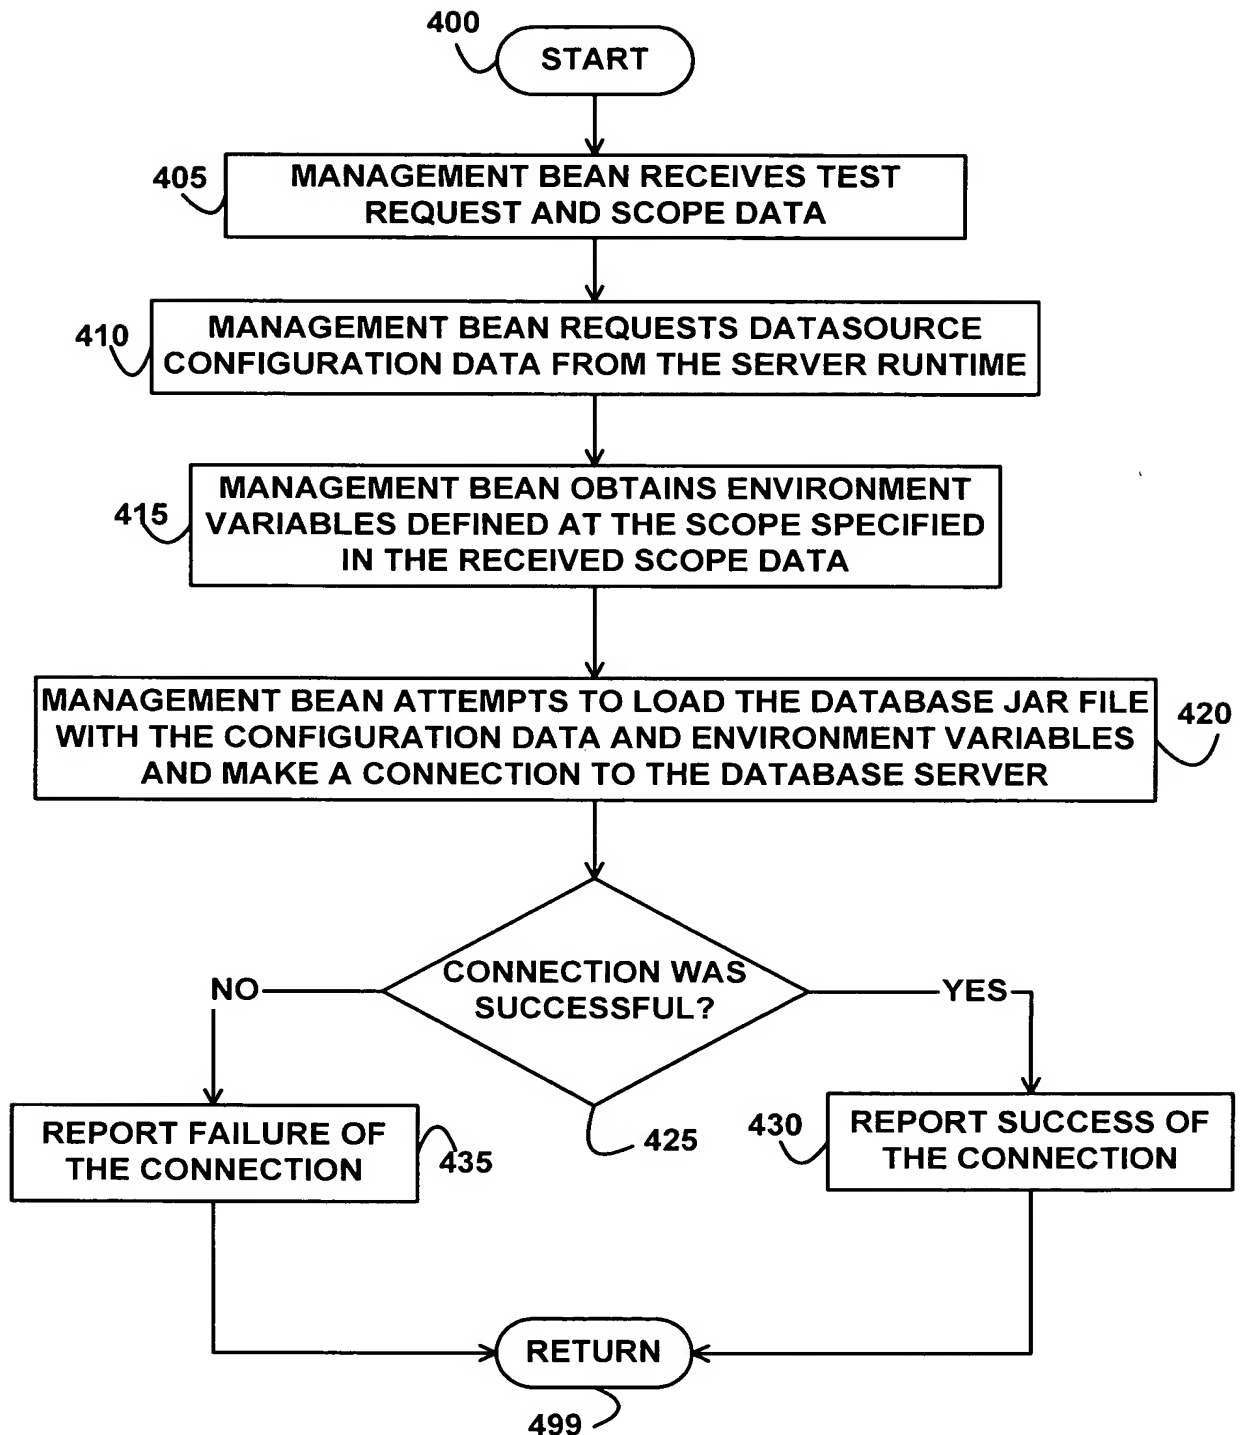 400
START
405
MANAGEMENT BEAN RECEIVES TEST
REQUEST AND SCOPE DATA
410
MANAGEMENT BEAN REQUESTS DATASOURCE
CONFIGURATION DATA FROM THE SERVER RUNTIME
415
MANAGEMENT BEAN OBTAINS ENVIRONMENT
VARIABLES DEFINED AT THE SCOPE SPECIFIED
IN THE RECEIVED SCOPE DATA
MANAGEMENT BEAN ATTEMPTS TO LOAD THE DATABASE JAR FILE
WITH THE CONFIGURATION DATA AND ENVIRONMENT VARIABLES
AND MAKE A CONNECTION TO THE DATABASE SERVER
420
CONNECTION WAS
SUCCESSFUL?
NO
YES
425
REPORT FAILURE OF
THE CONNECTION
435
430
REPORT SUCCESS OF
THE CONNECTION
RETURN
499